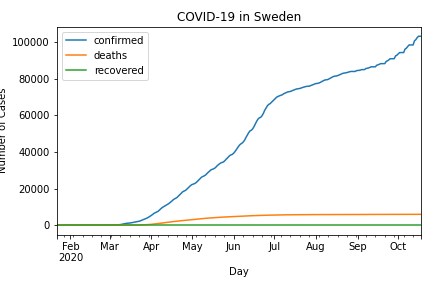 COVID-19 in Sweden
confirmed
deaths
recovered
100000
80000
60000
40000
20000
0
Number of Cases
Feb Mar Apr May Jun Jul Aug Sep Oct
2020
Day